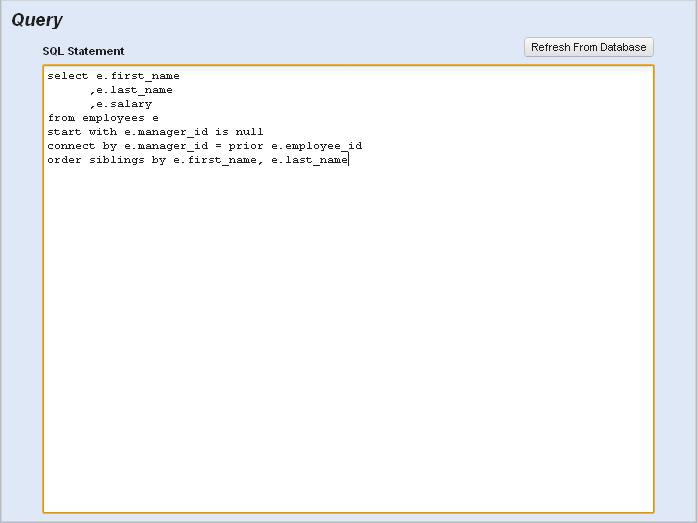 Query
SQL Statement
Refresh From Database
select e.first_name
,e.last_name
,e.salary
from employees e
start with e.manager_id is null
connect by e.manager_id = prior e.employee_id
order siblings by e.first_name, e.last_name